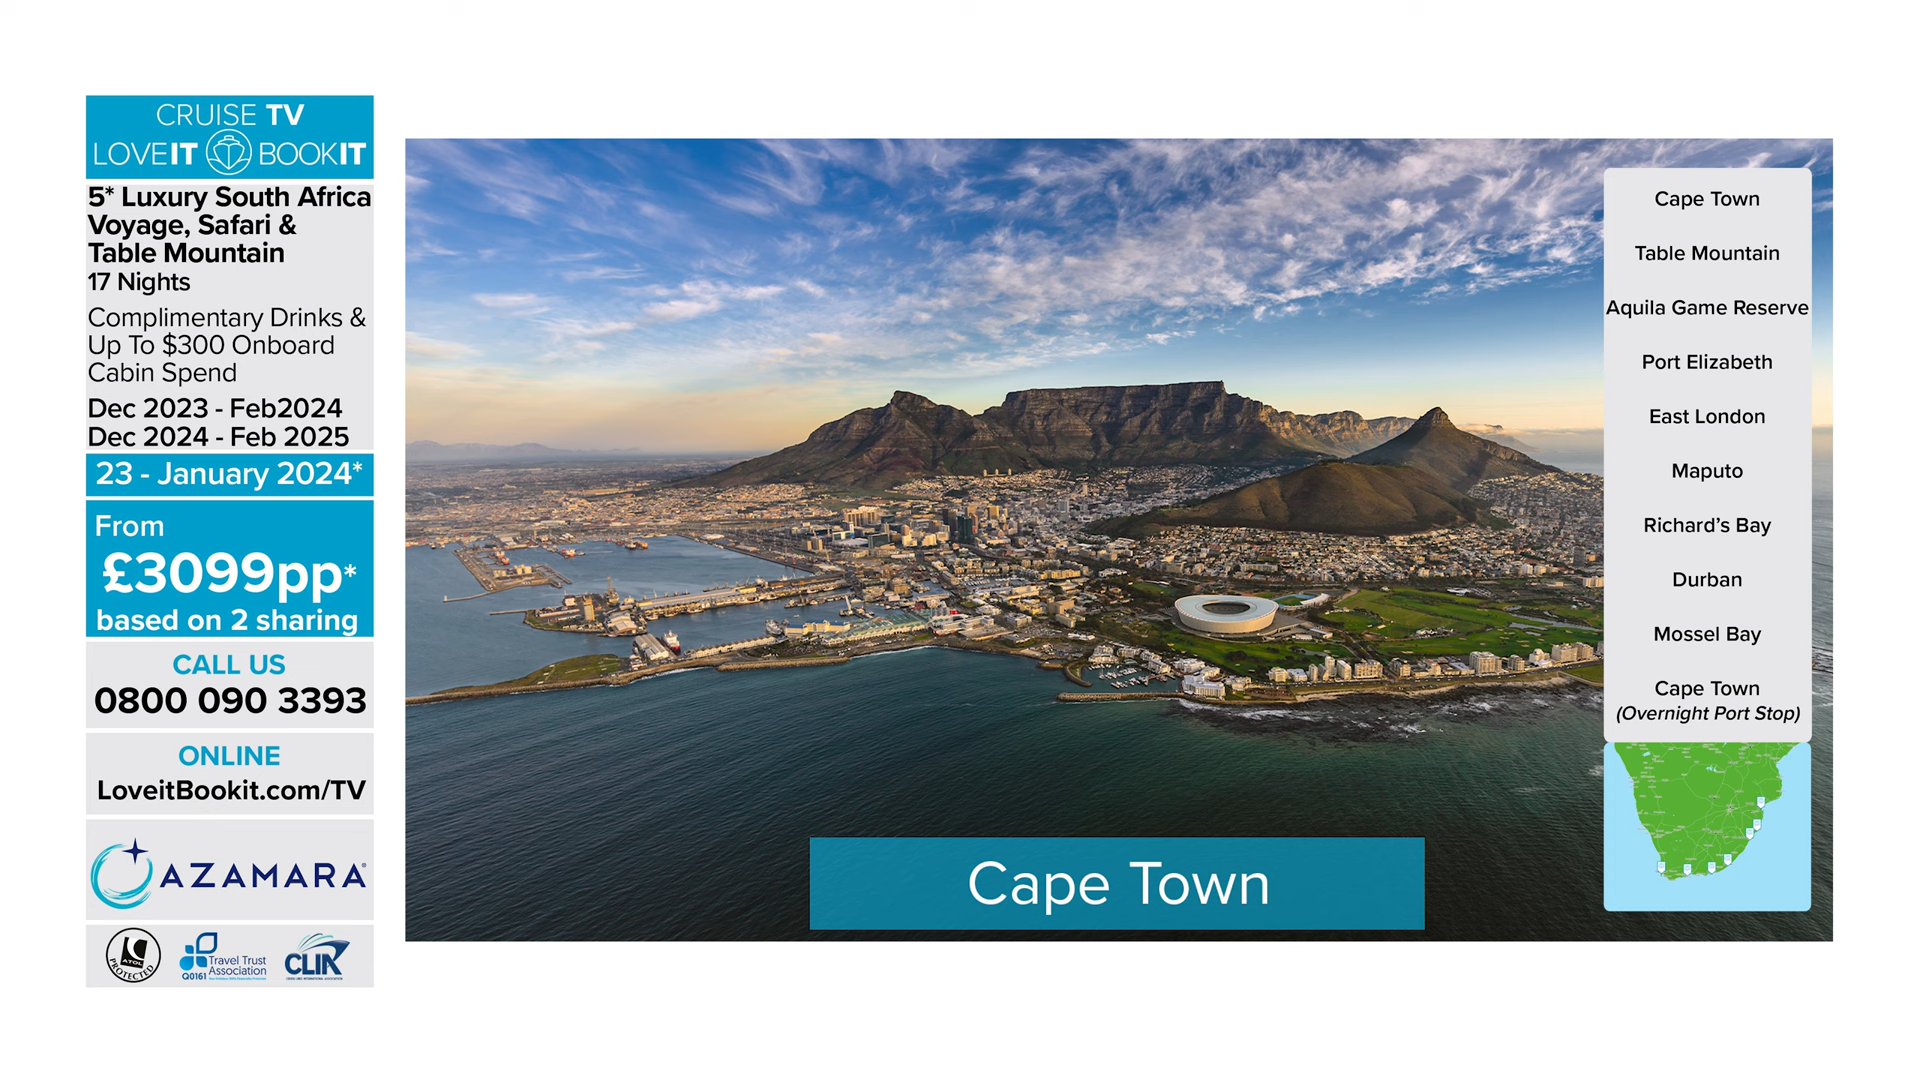 CRUISE TV
LOVEIT BOOKIT
5* Luxury South Africa
Voyage, Safari &
Table Mountain
17 Nights
Complimentary Drinks &
Up To $300 Onboard
Cabin Spend
Dec 2023 - Feb2024
Dec 2024 - Feb 2025
23 - January 2024*
From
£3099pp*
based on 2 sharing
CALL US
0800 090 3393
ONLINE
LoveitBookit.com/TV
AZAMARA®
ATOL
PROTECTED
Travel Trust
Association
Q0161
CLIA
Cape Town
Cape Town
Table Mountain
Aquila Game Reserve
Port Elizabeth
East London
Maputo
Richard’s Bay
Durban
Mossel Bay
Cape Town
(Overnight Port Stop)